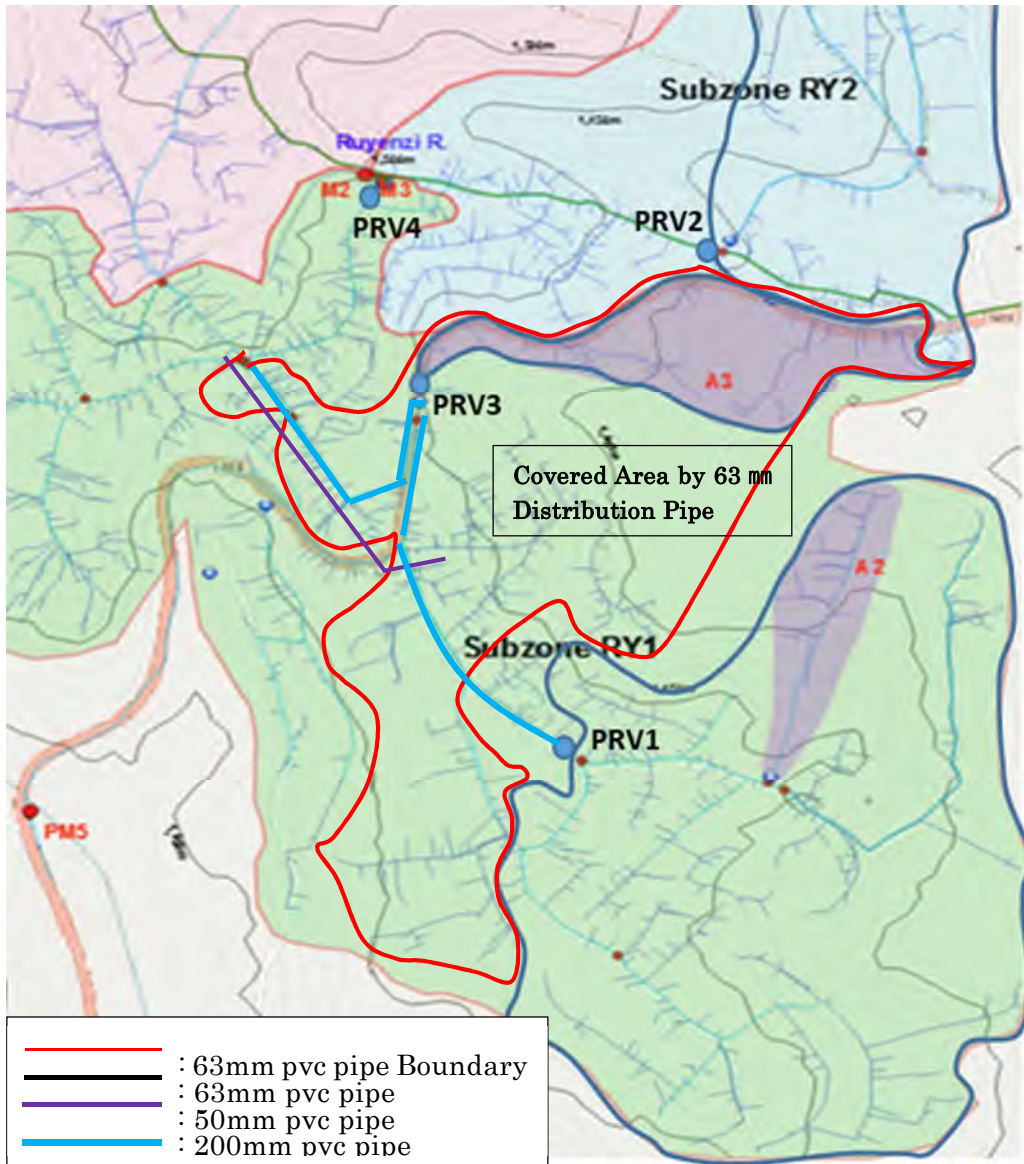 Subzone RY2
Ruyenzi R.
M2 M3
PRV4
PRV2
A3
PRV3
Covered Area by 63 ㎜
Distribution Pipe
A2
Subzone RY1
PRV1
PM5
: 63mm pvc pipe Boundary
: 63mm pvc pipe
: 50mm pvc pipe
: 200mm pvc pipe